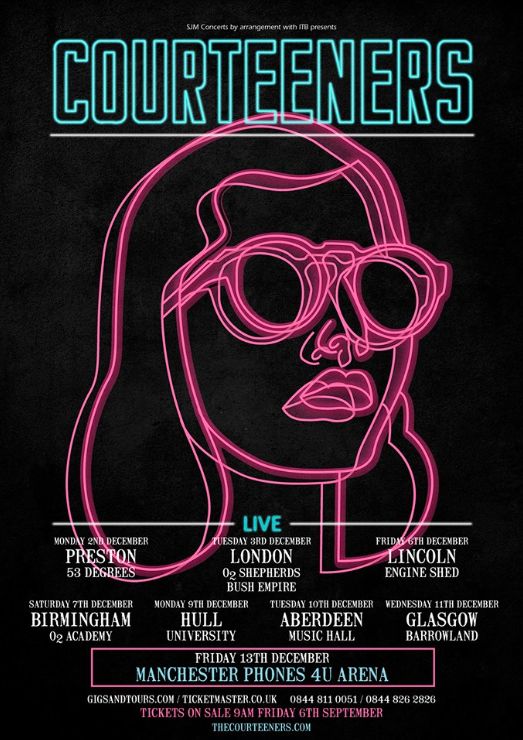 SJM Concerts by arrangement with ITB presents
COURTEENERS
LIVE
MONDAY 2ND DECEMBER
PRESTON
53 DEGREES
TUESDAY 3RD DECEMBER
LONDON
O2 SHEPHERDS
BUSH EMPIRE
FRIDAY 6TH DECEMBER
LINCOLN
ENGINE SHED
SATURDAY 7TH DECEMBER
BIRMINGHAM
O2 ACADEMY
MONDAY 9TH DECEMBER
HULL
UNIVERSITY
TUESDAY 10TH DECEMBER
ABERDEEN
MUSIC HALL
WEDNESDAY 11TH DECEMBER
GLASGOW
BARROWLAND
FRIDAY 13TH DECEMBER
MANCHESTER PHONES 4U ARENA
GIGSANDTOURS.COM / TICKETMASTER.CO.UK 0844 811 0051 / 0844 826 2826
TICKETS ON SALE 9AM FRIDAY 6TH SEPTEMBER
THECOURTEENERS.COM